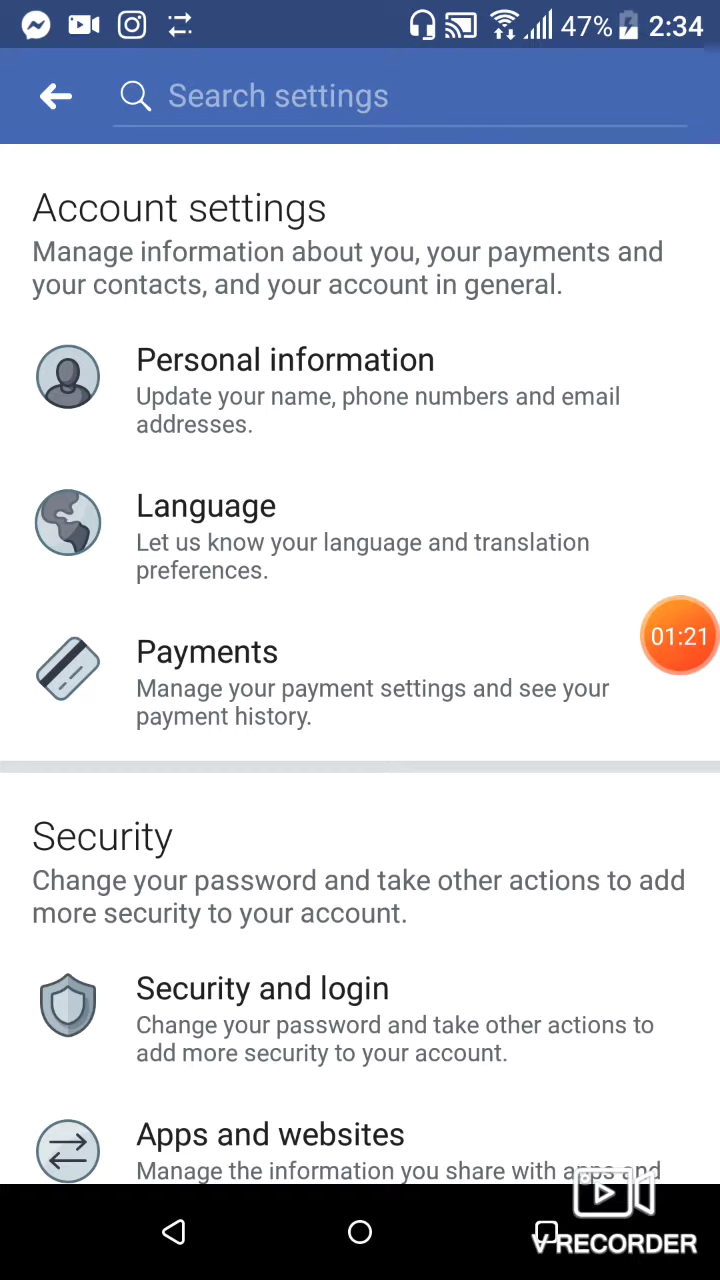 47% 2:34
Search settings
Account settings
Manage information about you, your payments and
your contacts, and your account in general.
Personal information
Update your name, phone numbers and email
addresses.
Language
Let us know your language and translation
preferences.
01:21
Payments
Manage your payment settings and see your
payment history.
Security
Change your password and take other actions to add
more security to your account.
Security and login
Change your password and take other actions to
add more security to your account.
Apps and websites
Manage the information you share with apps and
V RECORDER